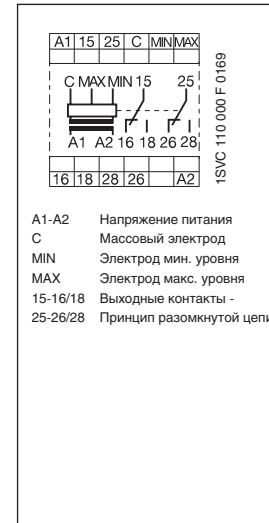 A1 15 25 C MIN MAX
C MAX MIN 15 25
A1 A2 16 18 26 28
16 18 28 26 A2
1SVC 110 000 F 0169
A1-A2 Напряжение питания
C Массовый электрод
MIN Электрод мин. уровня
MAX Электрод макс. уровня
15-16/18 Выходные контакты -
25-26/28 Принцип разомкнутой цепи